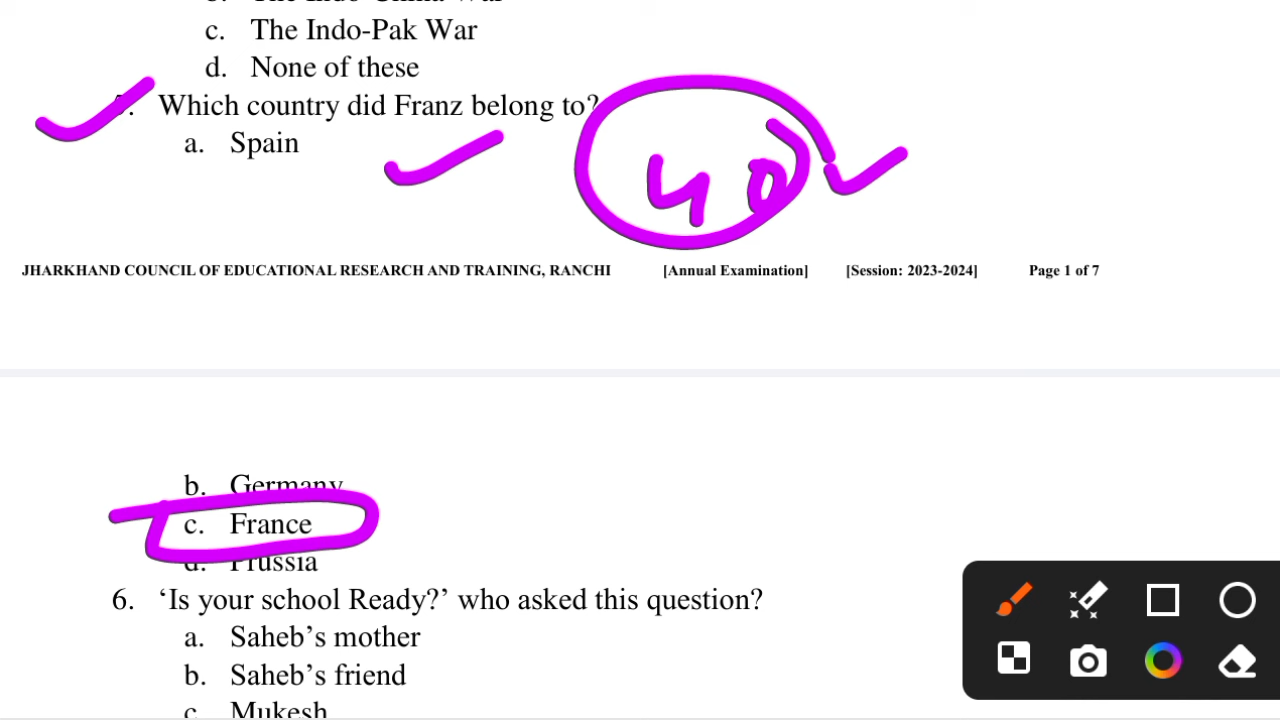 c. The Indo-Pak War
d. None of these
5. Which country did Franz belong to?
a. Spain
40
JHARKHAND COUNCIL OF EDUCATIONAL RESEARCH AND TRAINING, RANCHI [Annual Examination] [Session: 2023-2024] Page 1 of 7
b. Germany
c. France
d. Prussia
6. ‘Is your school Ready?’ who asked this question?
a. Saheb’s mother
b. Saheb’s friend
c. Mukesh